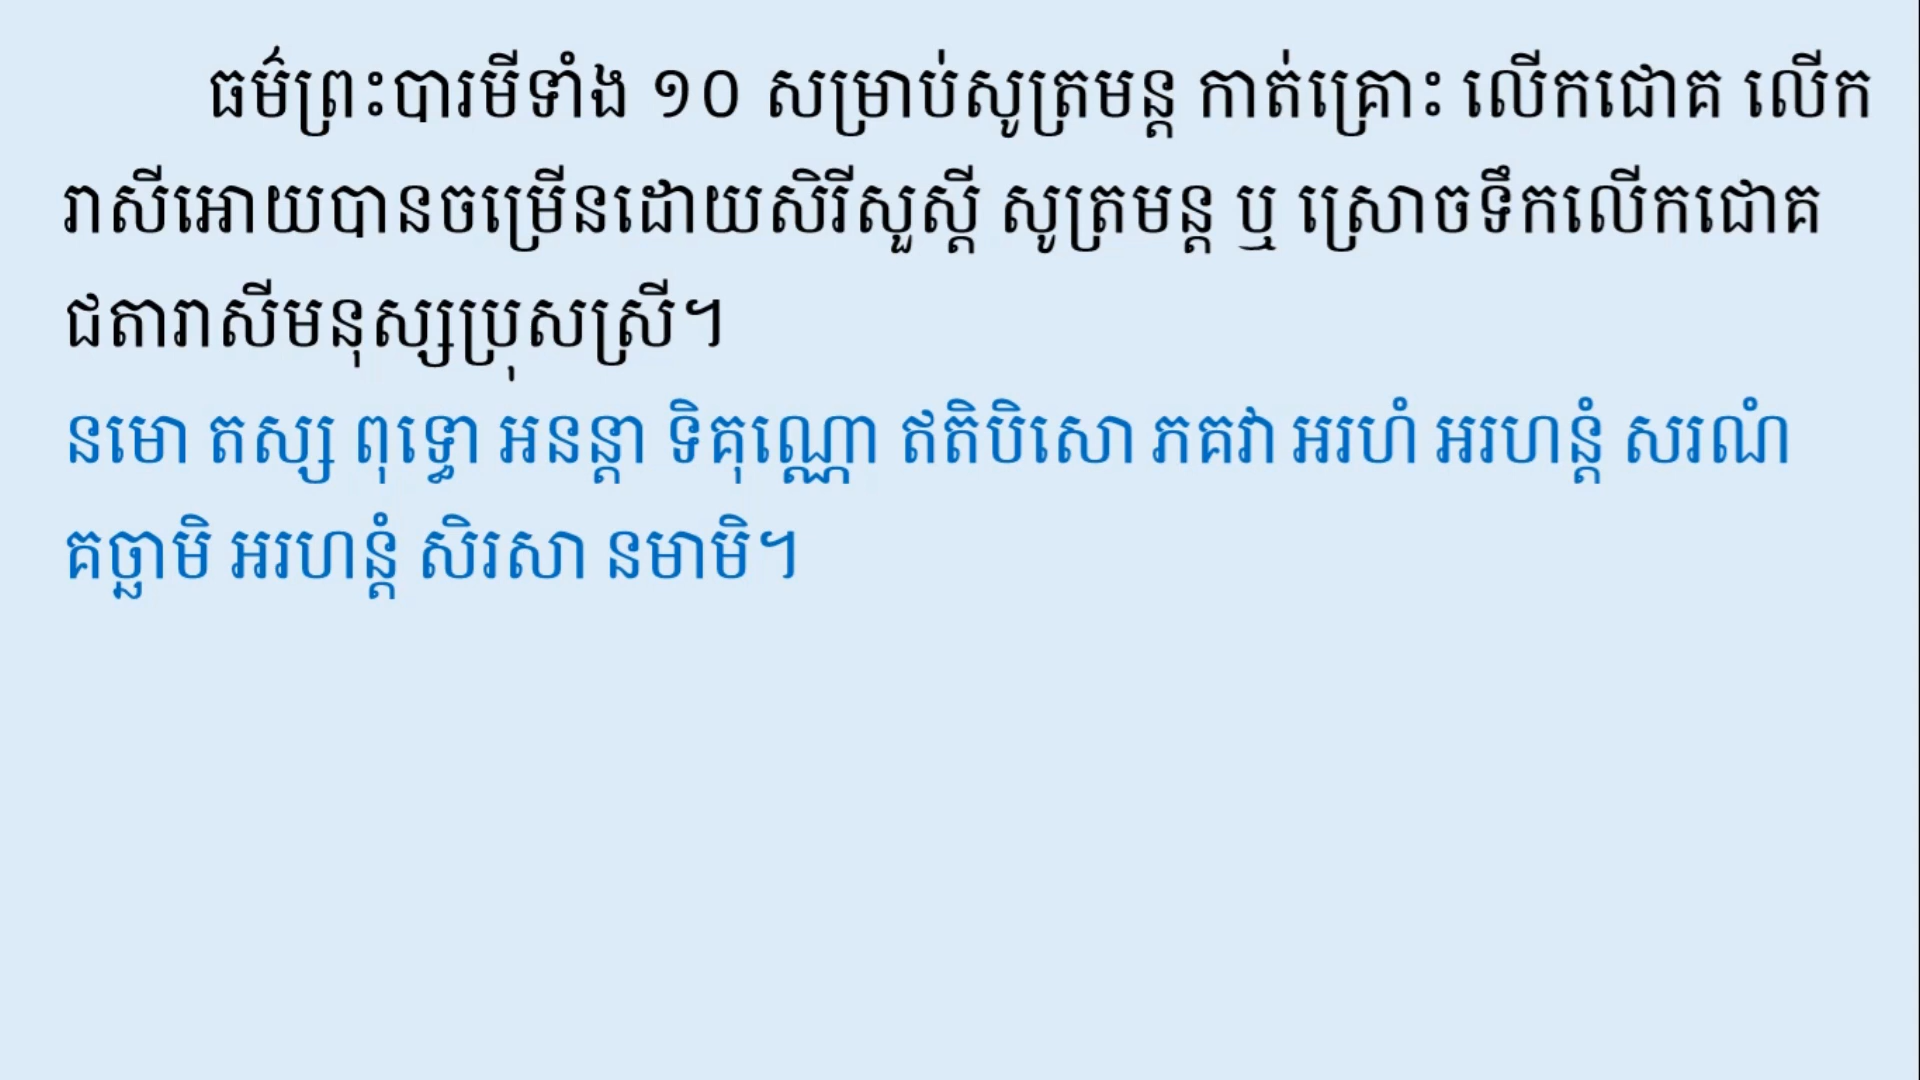 ធម៌ព្រះបារមីទាំង ១០ សម្រាប់សូត្រមន្ត កាត់គ្រោះ លើកជោគ លើក
រាសីអោយបានចម្រើនដោយសិរីសួស្តី សូត្រមន្ត ឬ ស្រោចទឹកលើកជោគ
ជតារាសីមនុស្សប្រុសស្រី។
នមោ តស្ស ពុទ្ធោ អនន្តា ទិគុណ្ណោ ឥតិបិសោ ភគវា អរហំ អរហន្តំ សរណំ
គច្ឆាមិ អរហន្តំ សិរសា នមាមិ។